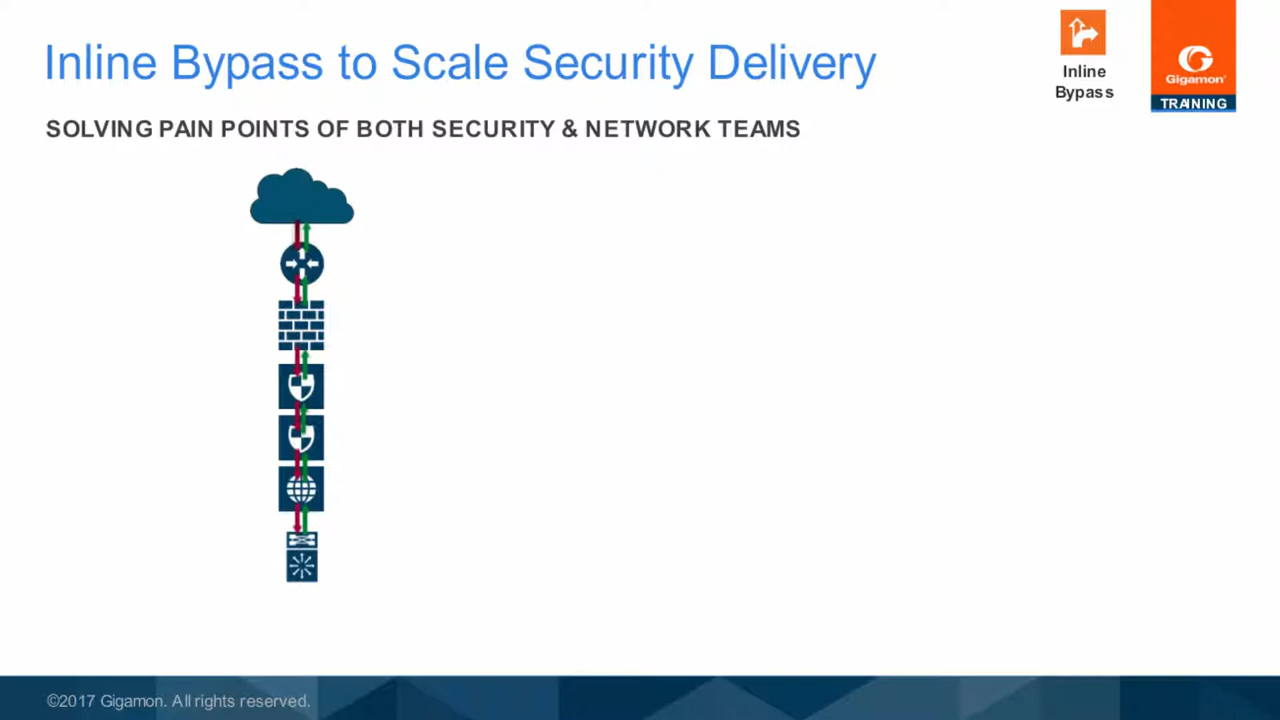 Inline Bypass to Scale Security Delivery
SOLVING PAIN POINTS OF BOTH SECURITY & NETWORK TEAMS
Inline
Bypass
Gigamon®
TRAINING
©2017 Gigamon. All rights reserved.